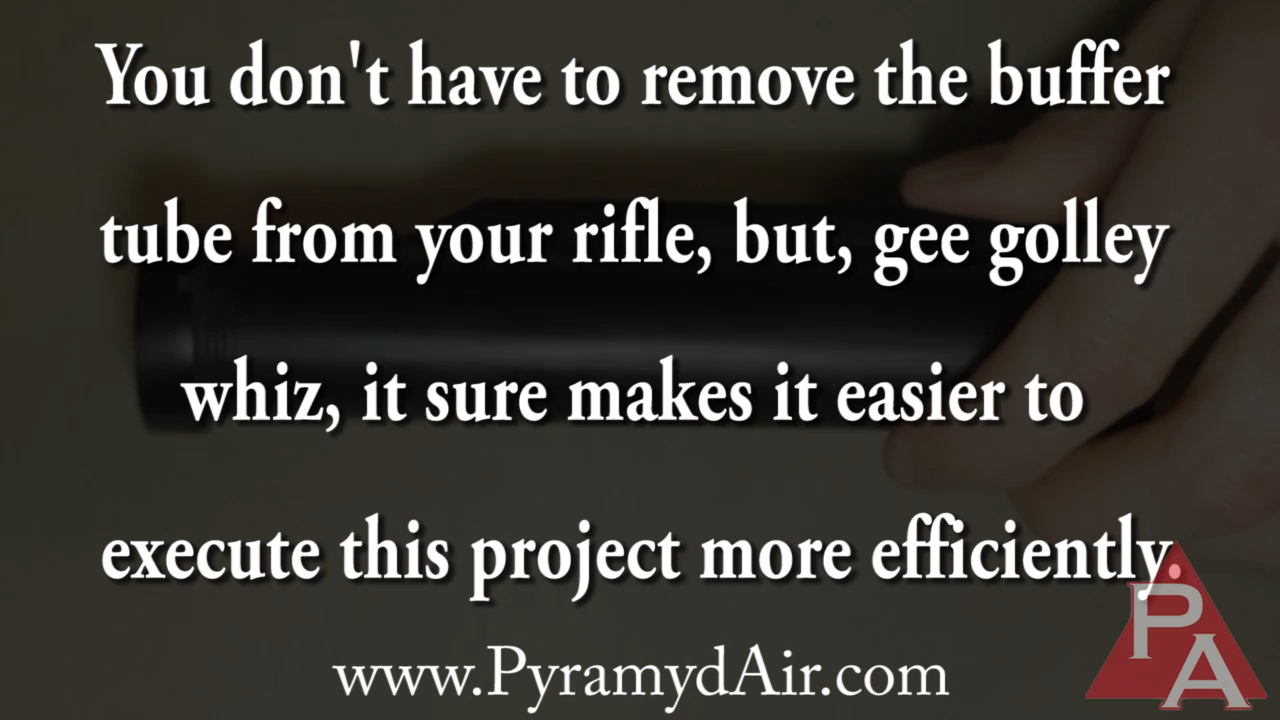 You don't have to remove the buffer
tube from your rifle, but, gee golley
whiz, it sure makes it easier to
execute this project more efficiently.
www.PyramydAir.com
PA